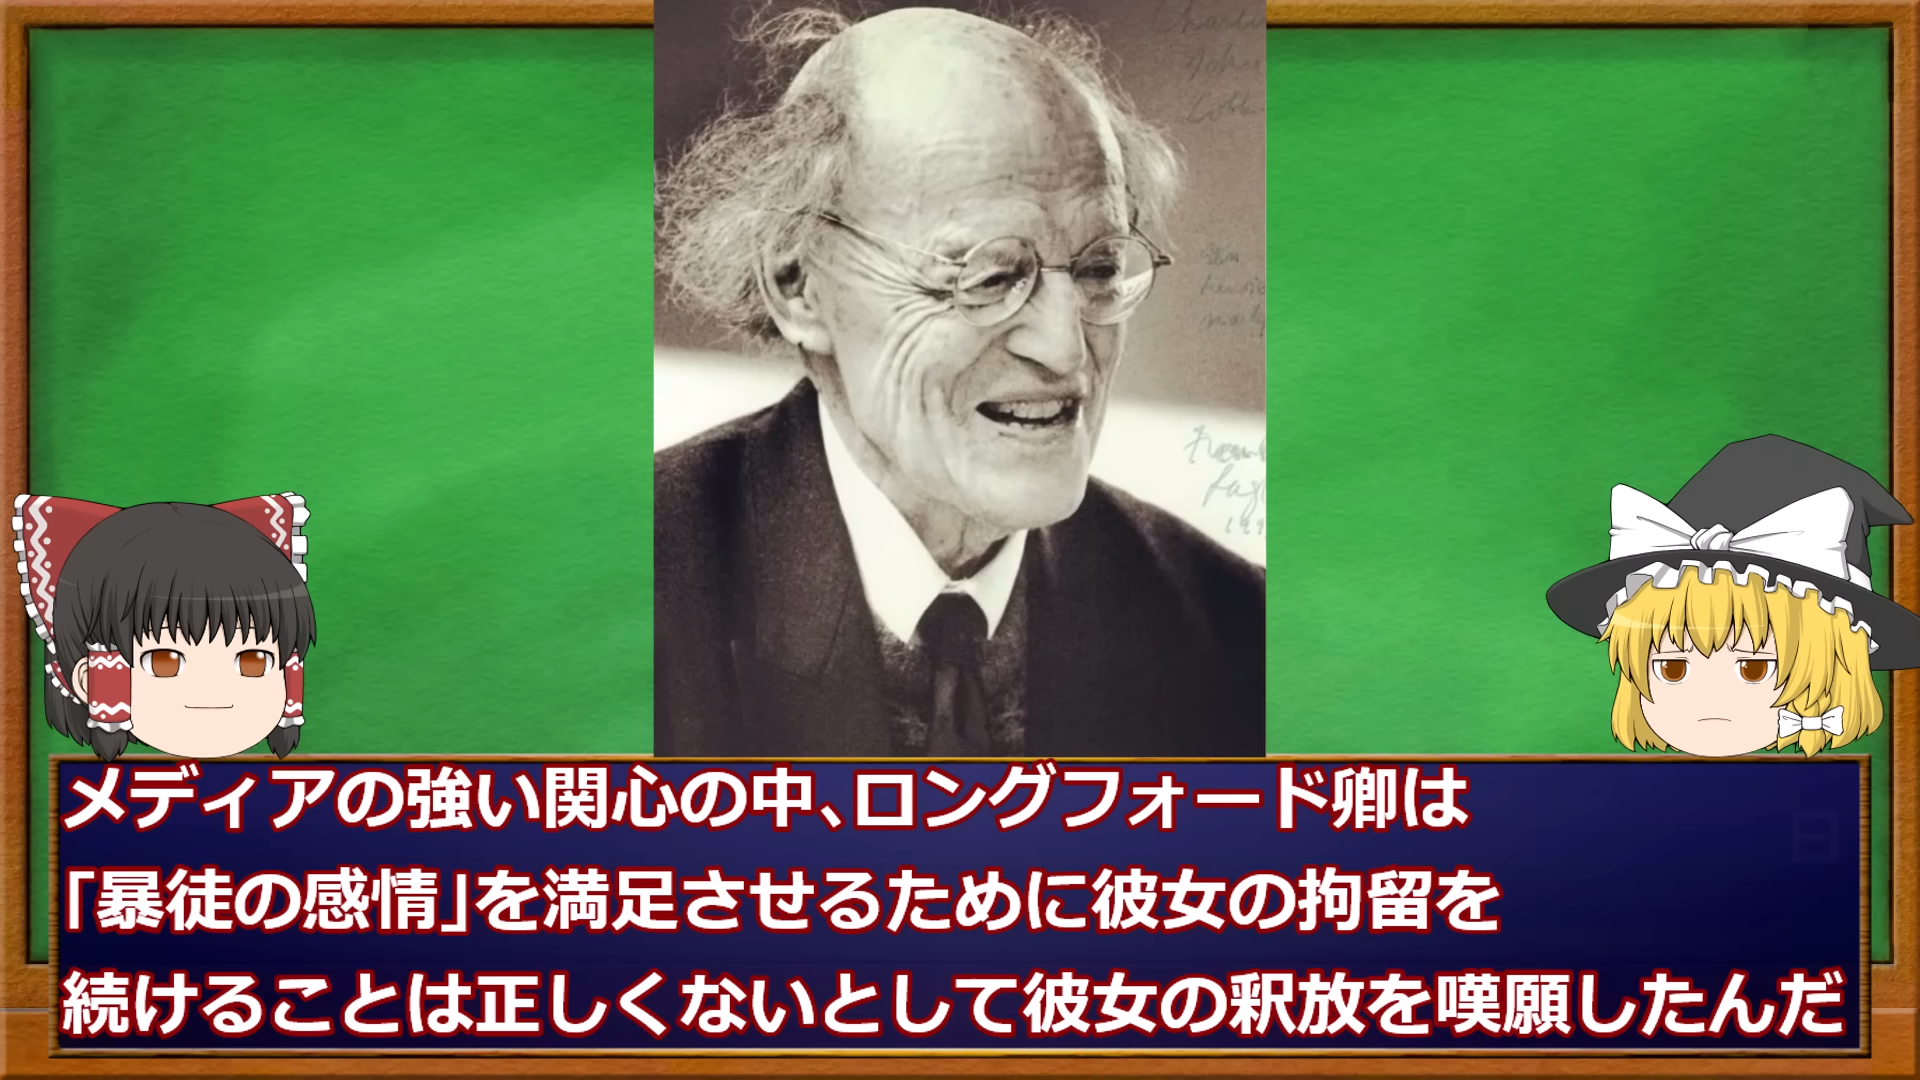 メディアの強い関心の中、ロングフォード卿は
「暴徒の感情」を満足させるために彼女の拘留を
続けることは正しくないとして彼女の釈放を嘆願したんだ